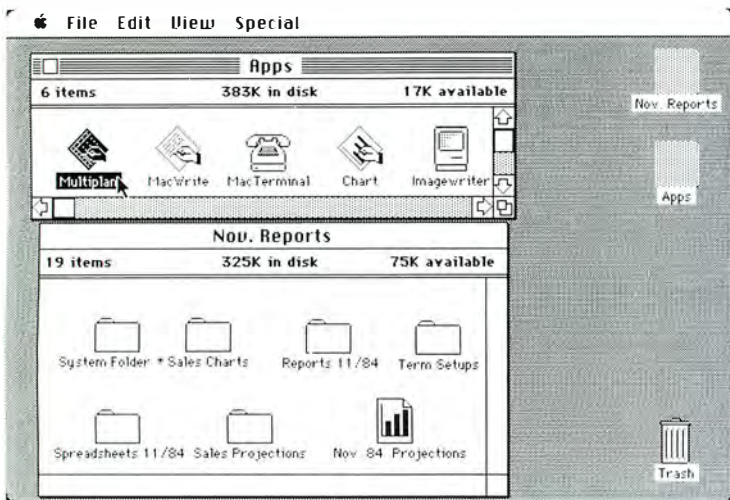 File Edit View Special
Apps
6 items 383K in disk 17K available
Multiplan MacWrite MacTerminal Chart Imagewriter
Nov. Reports
19 items 325K in disk 75K available
System Folder * Sales Charts Reports 11/84 Term Setups
Spreadsheets 11/84 Sales Projections Nov 84 Projections
Nov. Reports
Apps
Trash